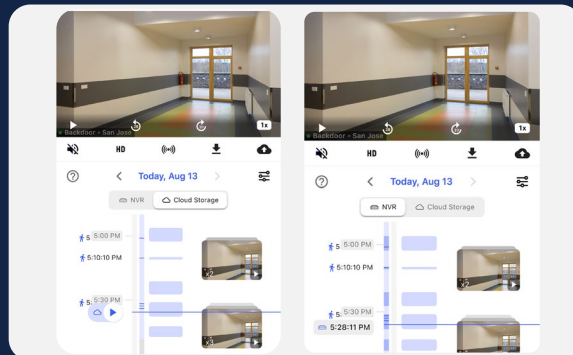 Backdoor - San Jose
1x
HD
Today, Aug 13
NVR
Cloud Storage
5:00 PM
5:10:10 PM
5:30 PM
x2
x3
Backdoor - San Jose
1x
HD
Today, Aug 13
NVR
Cloud Storage
5:00 PM
5:10:10 PM
5:30 PM
5:28:11 PM
x2